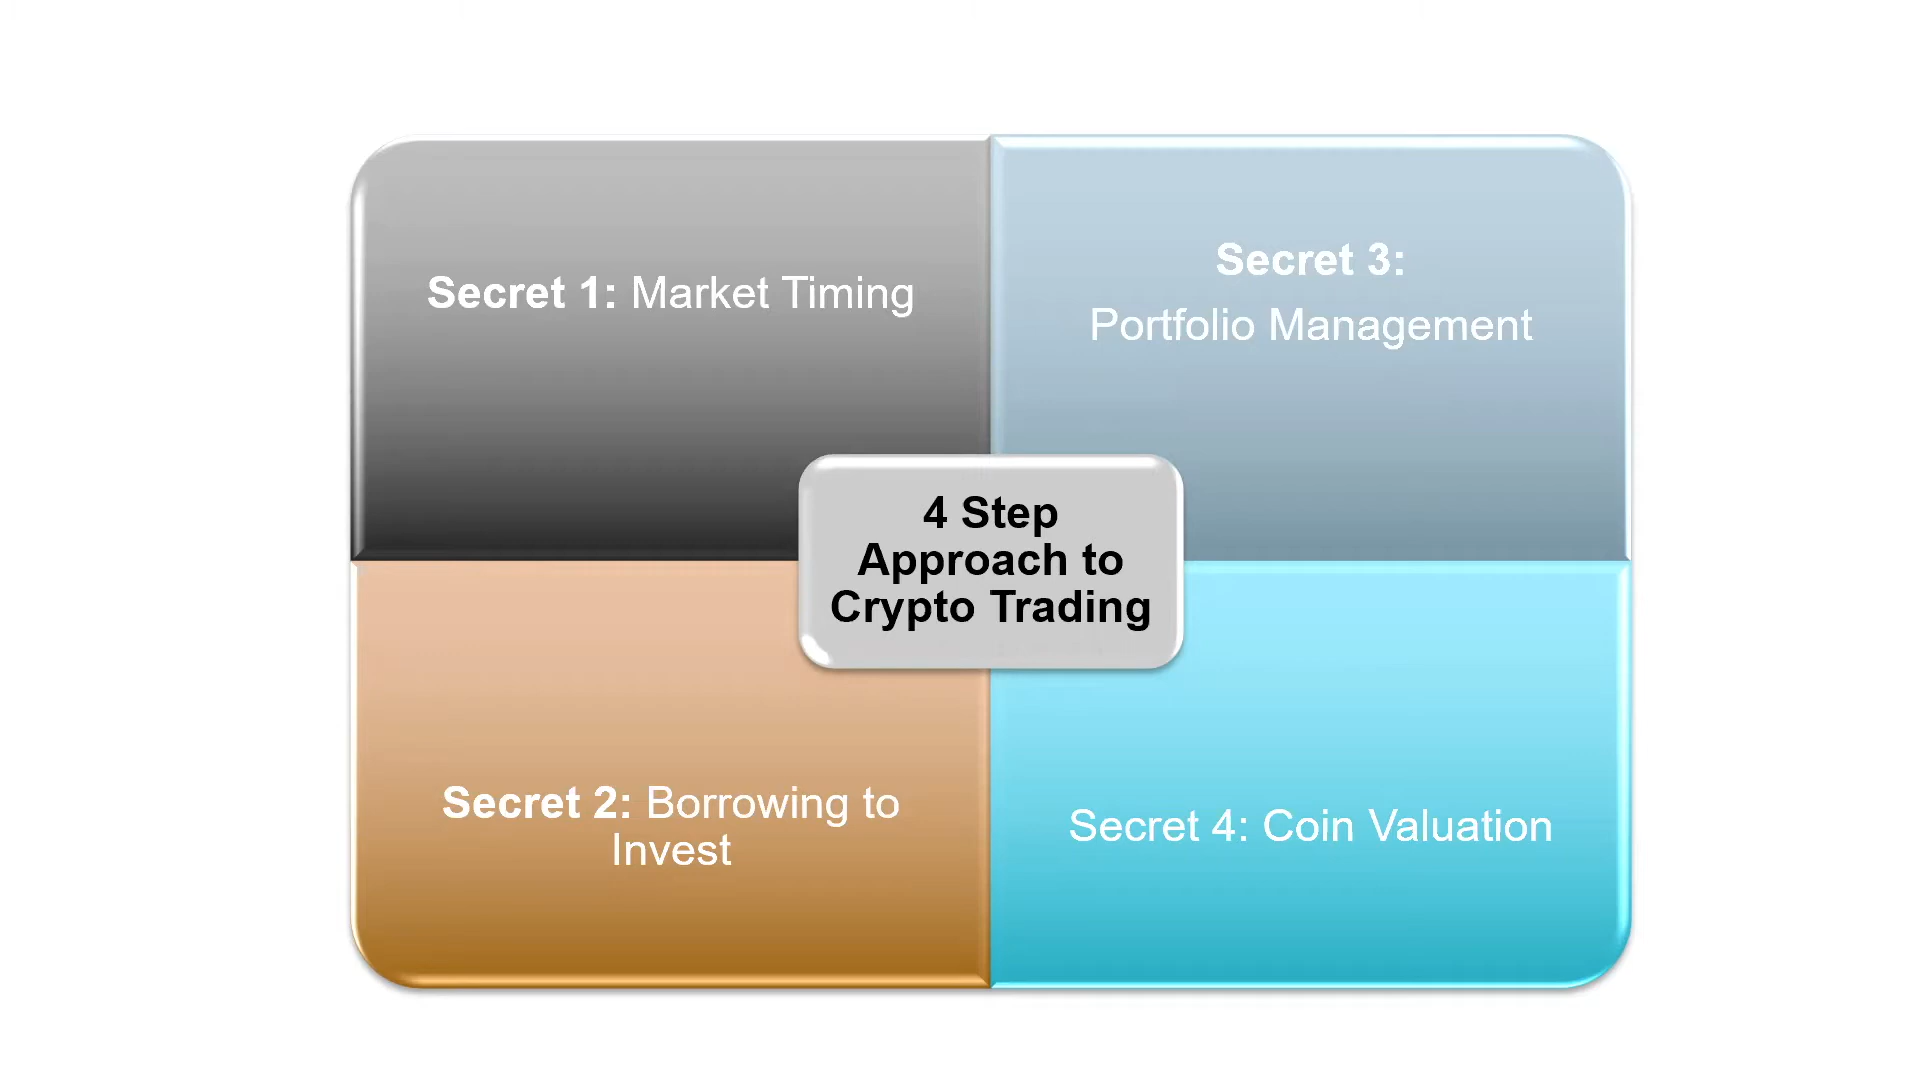 Secret 1: Market Timing
Secret 3:
Portfolio Management
4 Step
Approach to
Crypto Trading
Secret 2: Borrowing to
Invest
Secret 4: Coin Valuation